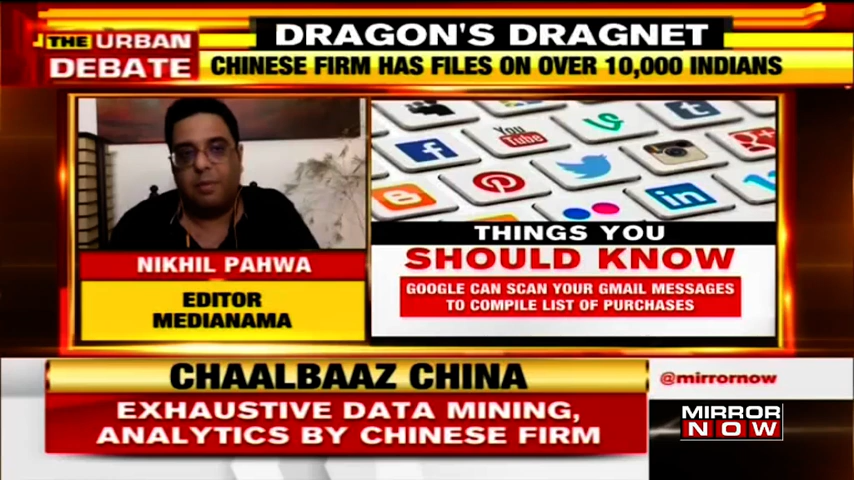 THE URBAN
DEBATE
DRAGON'S DRAGNET
CHINESE FIRM HAS FILES ON OVER 10,000 INDIANS
You
Tube
f
t
g+
in
NIKHIL PAHWA
EDITOR
MEDIANAMA
THINGS YOU
SHOULD KNOW
GOOGLE CAN SCAN YOUR GMAIL MESSAGES
TO COMPILE LIST OF PURCHASES
CHAALBAAZ CHINA
EXHAUSTIVE DATA MINING,
ANALYTICS BY CHINESE FIRM
@mirrornow
MIRROR
NOW